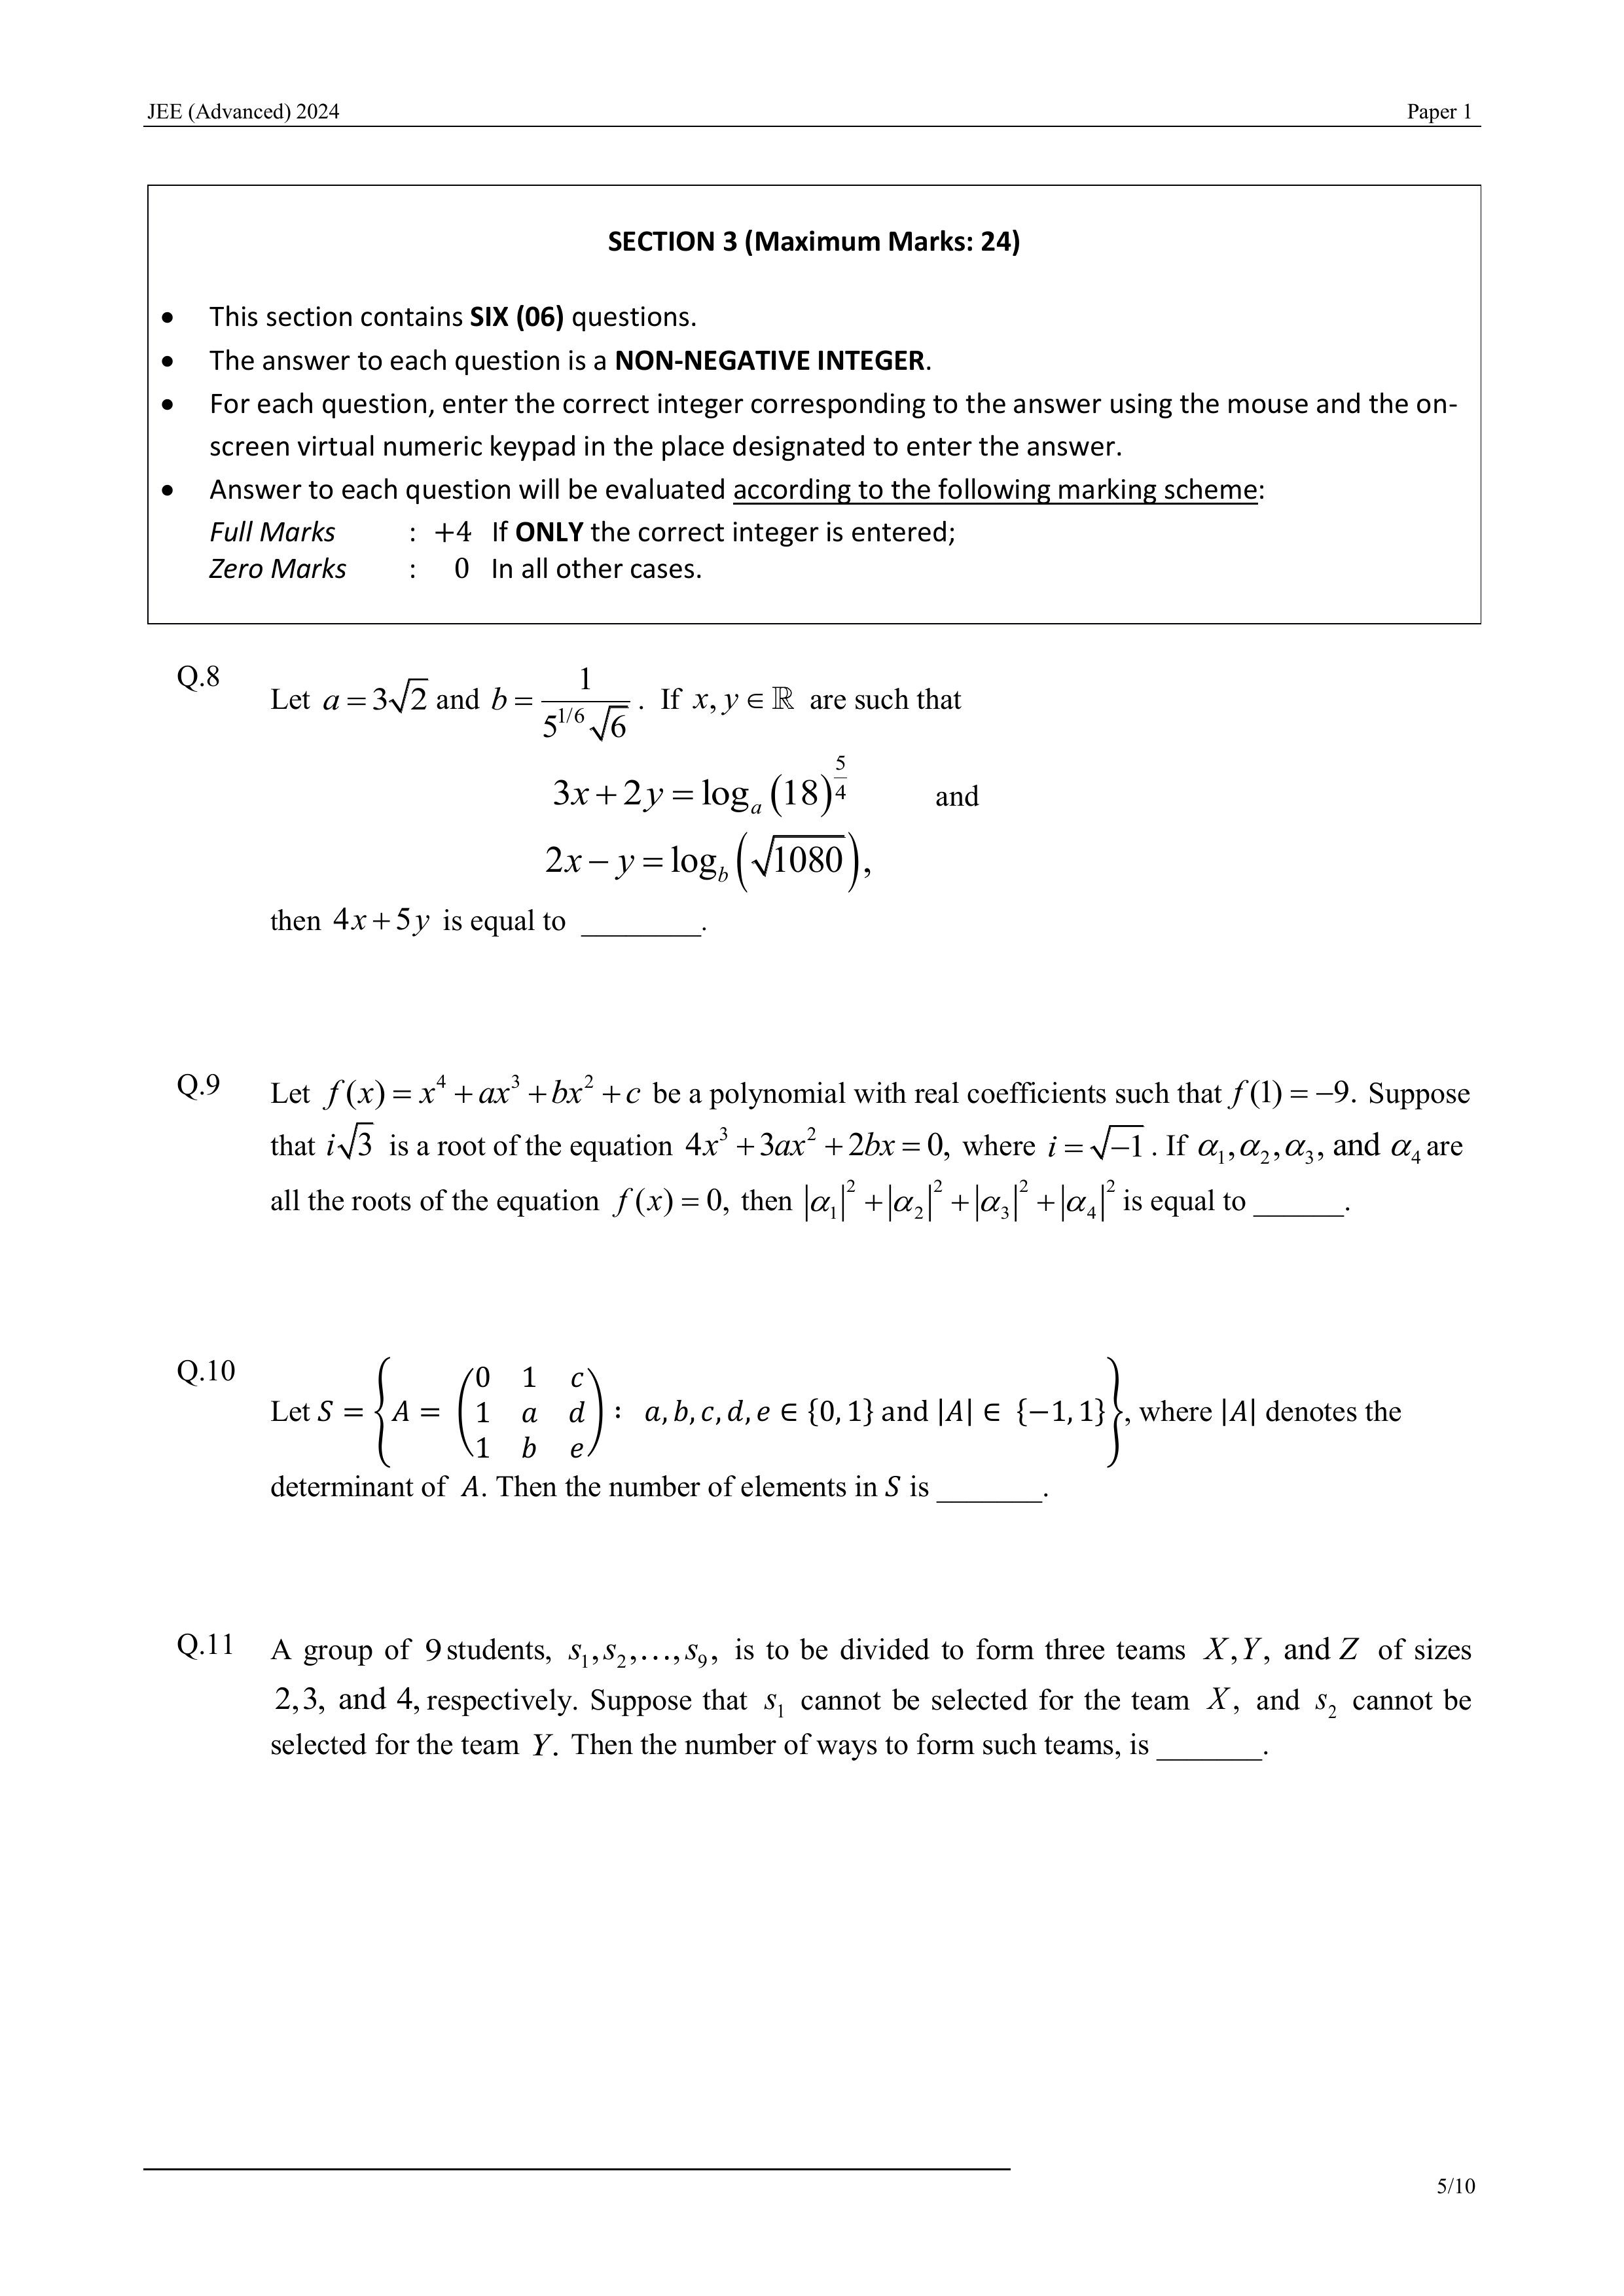 JEE (Advanced) 2024 Paper 1
SECTION 3 (Maximum Marks: 24)
• This section contains SIX (06) questions.
• The answer to each question is a NON-NEGATIVE INTEGER.
• For each question, enter the correct integer corresponding to the answer using the mouse and the on-
screen virtual numeric keypad in the place designated to enter the answer.
• Answer to each question will be evaluated according to the following marking scheme:
Full Marks : +4 If ONLY the correct integer is entered;
Zero Marks : 0 In all other cases.
Q.8 Let $a = 3\sqrt{2}$ and $b = \frac{1}{5^{1/6}\sqrt{6}}$. If $x, y \in \mathbb{R}$ are such that
$3x + 2y = \log_a (18)^{\frac{5}{4}}$ and
$2x - y = \log_b \left(\sqrt{1080}\right),$
then $4x + 5y$ is equal to ________.
Q.9 Let $f(x) = x^4 + ax^3 + bx^2 + c$ be a polynomial with real coefficients such that $f(1) = -9$. Suppose
that $i\sqrt{3}$ is a root of the equation $4x^3 + 3ax^2 + 2bx = 0$, where $i = \sqrt{-1}$. If $\alpha_1, \alpha_2, \alpha_3$, and $\alpha_4$ are
all the roots of the equation $f(x) = 0$, then $|\alpha_1|^2 + |\alpha_2|^2 + |\alpha_3|^2 + |\alpha_4|^2$ is equal to ______.
Q.10 Let $S = \left\{ A = \begin{pmatrix} 0 & 1 & c \\ 1 & a & d \\ 1 & b & e \end{pmatrix} : a, b, c, d, e \in \{0, 1\} \text{ and } |A| \in \{-1, 1\} \right\}$, where $|A|$ denotes the
determinant of $A$. Then the number of elements in $S$ is _______.
Q.11 A group of 9 students, $s_1, s_2, \ldots, s_9$, is to be divided to form three teams $X, Y,$ and $Z$ of sizes
2, 3, and 4, respectively. Suppose that $s_1$ cannot be selected for the team $X$, and $s_2$ cannot be
selected for the team $Y$. Then the number of ways to form such teams, is _______.
5/10